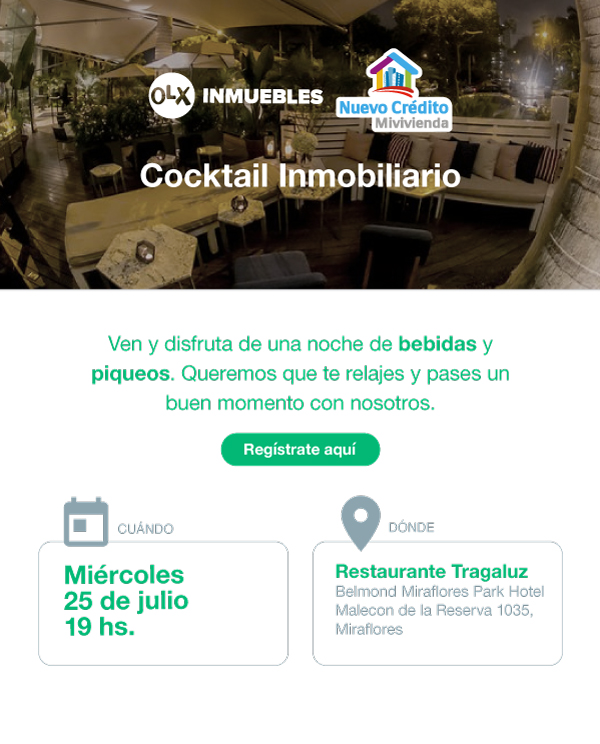 OLX INMUEBLES
Nuevo Crédito
Mivivienda
Cocktail Inmobiliario
Ven y disfruta de una noche de bebidas y
piqueos. Queremos que te relajes y pases un
buen momento con nosotros.
Regístrate aquí
CUÁNDO
Miércoles
25 de julio
19 hs.
DÓNDE
Restaurante Tragaluz
Belmond Miraflores Park Hotel
Malecon de la Reserva 1035,
Miraflores